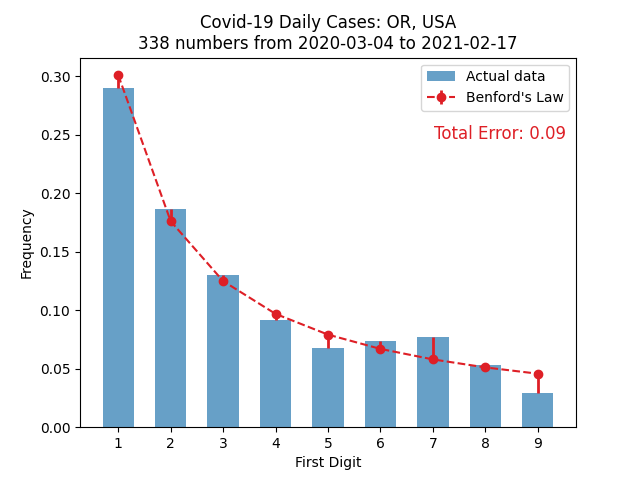 Covid-19 Daily Cases: OR, USA
338 numbers from 2020-03-04 to 2021-02-17
Actual data
Benford's Law
Total Error: 0.09
0.30
0.25
0.20
0.15
0.10
0.05
0.00
Frequency
1 2 3 4 5 6 7 8 9
First Digit